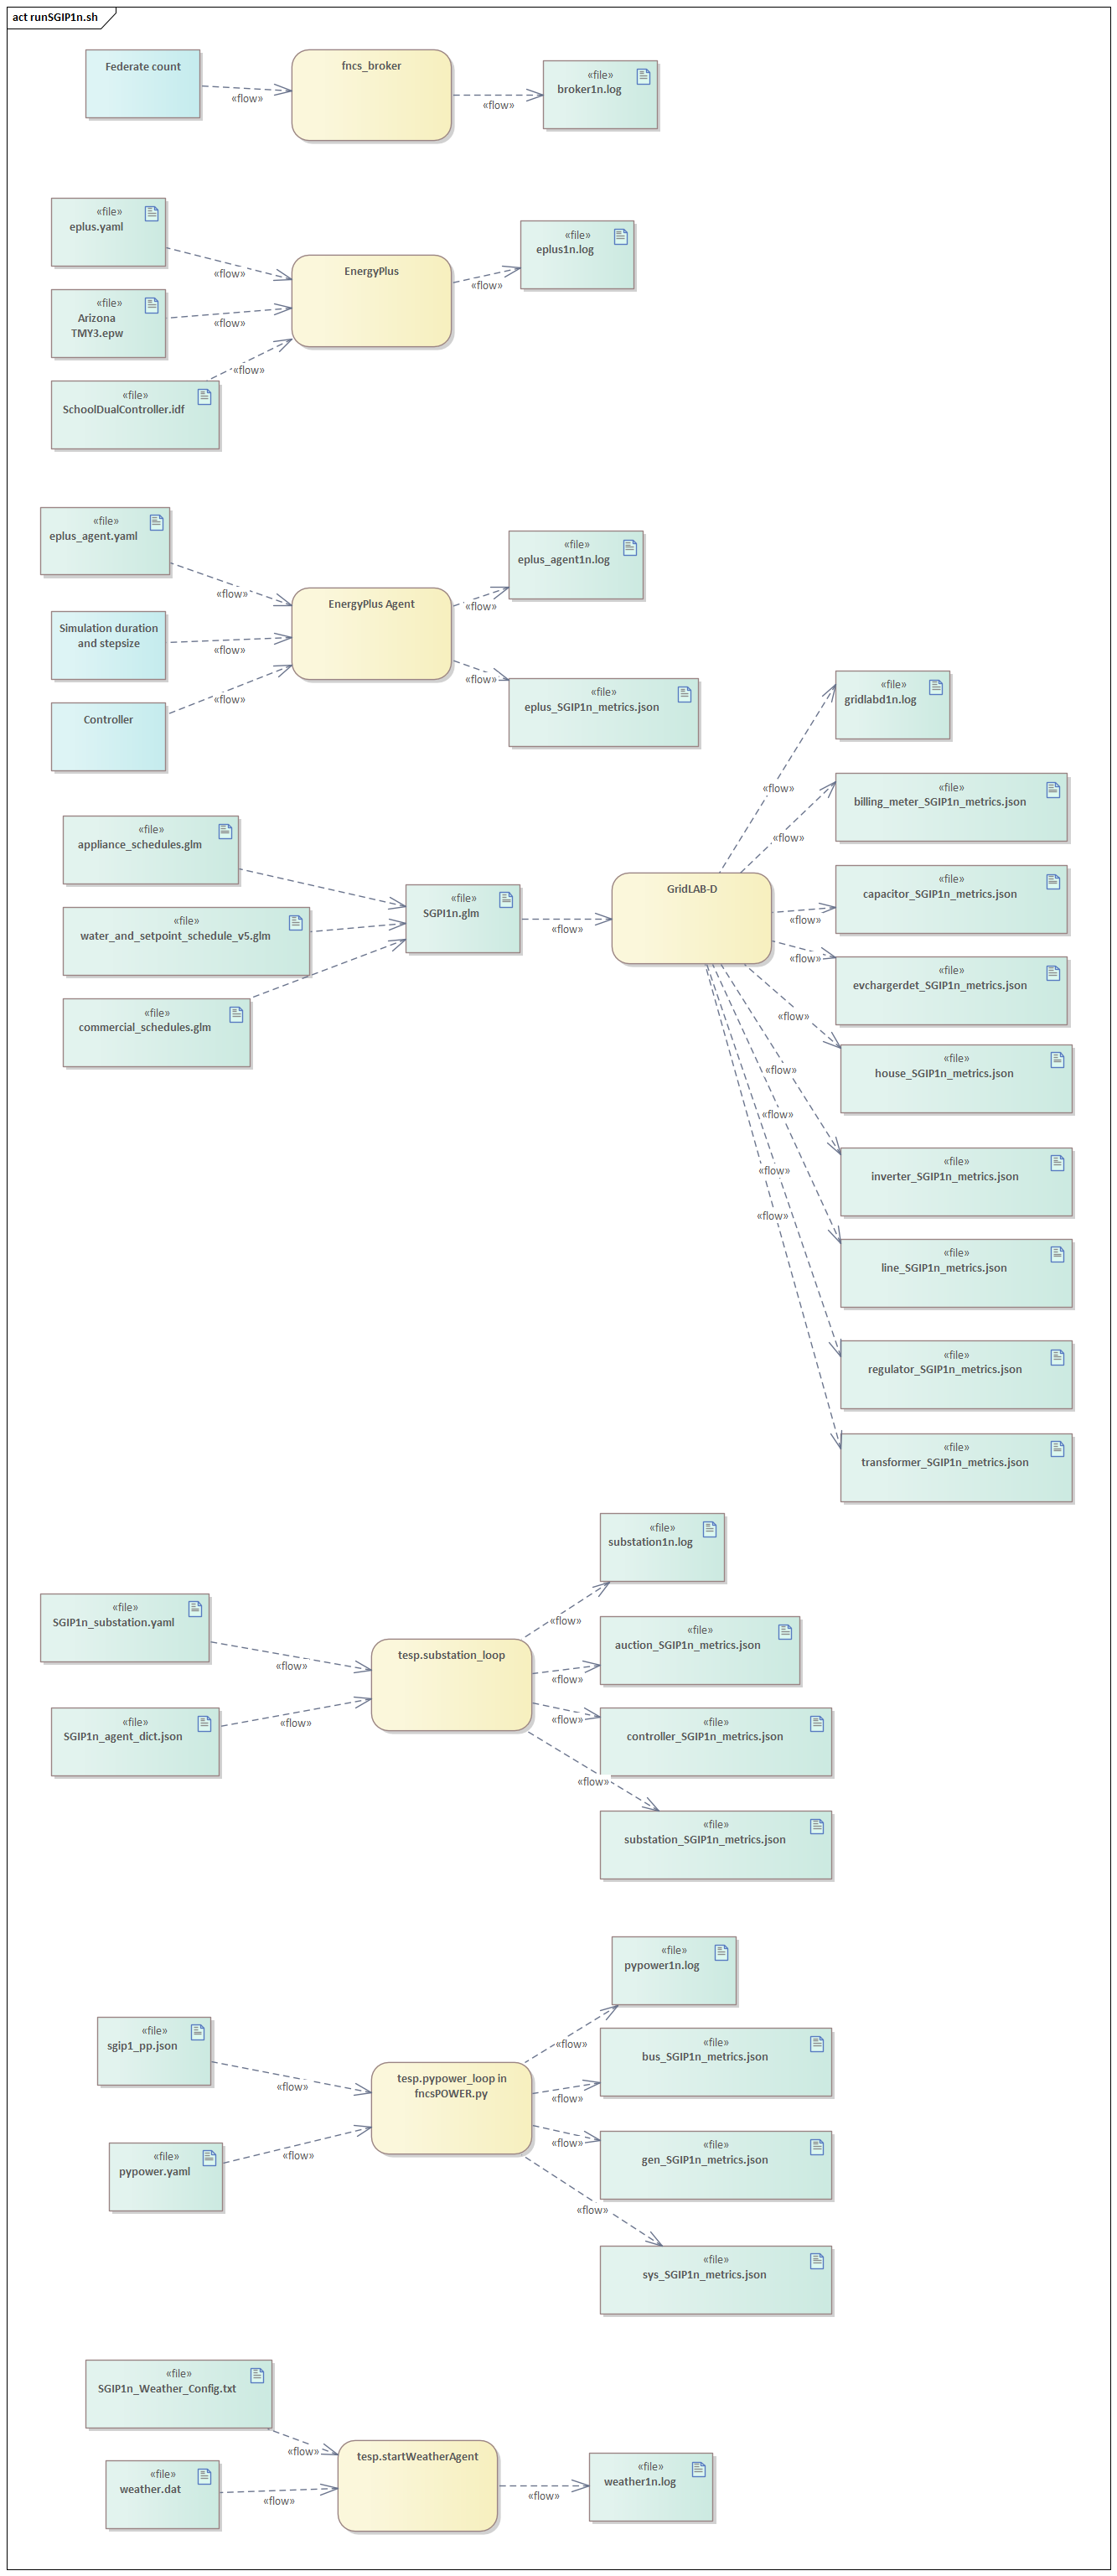 act runSGIP1n.sh
Federate count
«flow»
fncs_broker
«flow»
«file»
broker1n.log
«file»
eplus.yaml
«flow»
«file»
Arizona
TMY3.epw
«flow»
«file»
SchoolDualController.idf
«flow»
EnergyPlus
«flow»
«file»
eplus1n.log
«file»
eplus_agent.yaml
«flow»
Simulation duration
and stepsize
«flow»
Controller
«flow»
EnergyPlus Agent
«flow»
«file»
eplus_agent1n.log
«flow»
«file»
eplus_SGIP1n_metrics.json
«file»
appliance_schedules.glm
«file»
water_and_setpoint_schedule_v5.glm
«file»
commercial_schedules.glm
«file»
SGPI1n.glm
«flow»
GridLAB-D
«flow»
«file»
gridlabd1n.log
«flow»
«file»
billing_meter_SGIP1n_metrics.json
«flow»
«file»
capacitor_SGIP1n_metrics.json
«flow»
«file»
evchargerdet_SGIP1n_metrics.json
«flow»
«file»
house_SGIP1n_metrics.json
«flow»
«file»
inverter_SGIP1n_metrics.json
«flow»
«file»
line_SGIP1n_metrics.json
«flow»
«file»
regulator_SGIP1n_metrics.json
«flow»
«file»
transformer_SGIP1n_metrics.json
«file»
SGIP1n_substation.yaml
«flow»
«file»
SGIP1n_agent_dict.json
«flow»
tesp.substation_loop
«flow»
«file»
substation1n.log
«flow»
«file»
auction_SGIP1n_metrics.json
«flow»
«file»
controller_SGIP1n_metrics.json
«flow»
«file»
substation_SGIP1n_metrics.json
«file»
sgip1_pp.json
«flow»
«file»
pypower.yaml
«flow»
tesp.pypower_loop in
fncsPOWER.py
«flow»
«file»
pypower1n.log
«flow»
«file»
bus_SGIP1n_metrics.json
«flow»
«file»
gen_SGIP1n_metrics.json
«flow»
«file»
sys_SGIP1n_metrics.json
«file»
SGIP1n_Weather_Config.txt
«flow»
«file»
weather.dat
«flow»
tesp.startWeatherAgent
«flow»
«file»
weather1n.log